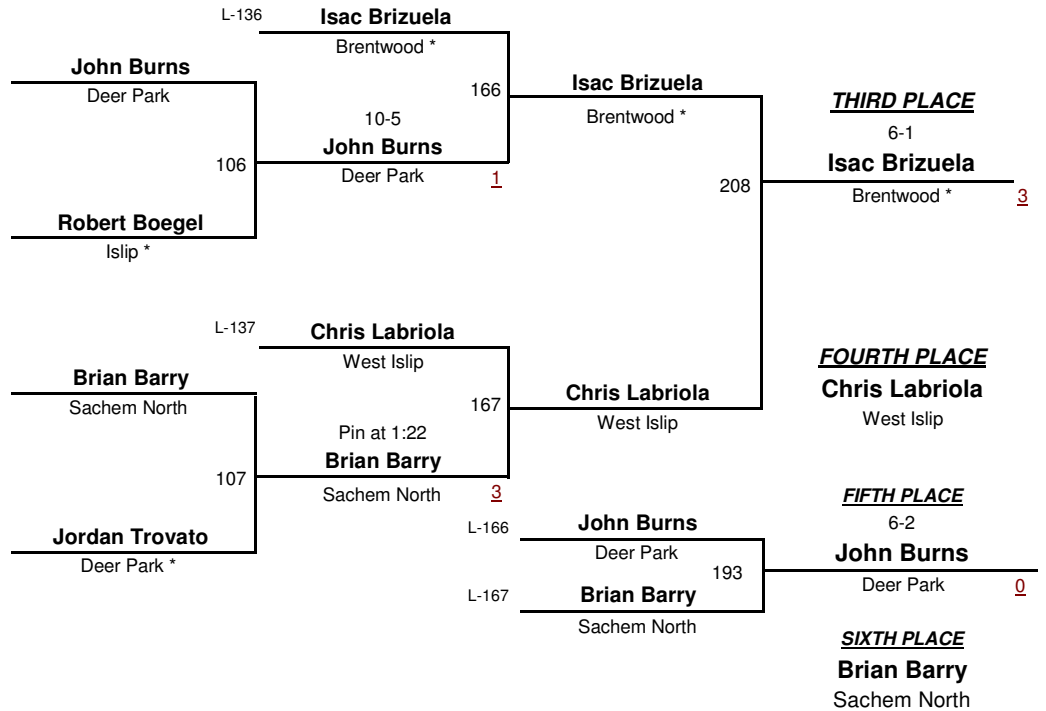 L-136
Isac Brizuela
Brentwood *
John Burns
Deer Park
166
Isac Brizuela
Brentwood *
THIRD PLACE
10-5
John Burns
Deer Park
1
106
6-1
Isac Brizuela
Brentwood *
3
208
Robert Boegel
Islip *
L-137
Chris Labriola
West Islip
FOURTH PLACE
Chris Labriola
West Islip
Brian Barry
Sachem North
167
Chris Labriola
West Islip
Pin at 1:22
Brian Barry
Sachem North
3
107
Jordan Trovato
Deer Park *
L-166
John Burns
Deer Park
193
L-167
Brian Barry
Sachem North
FIFTH PLACE
6-2
John Burns
Deer Park
0
SIXTH PLACE
Brian Barry
Sachem North